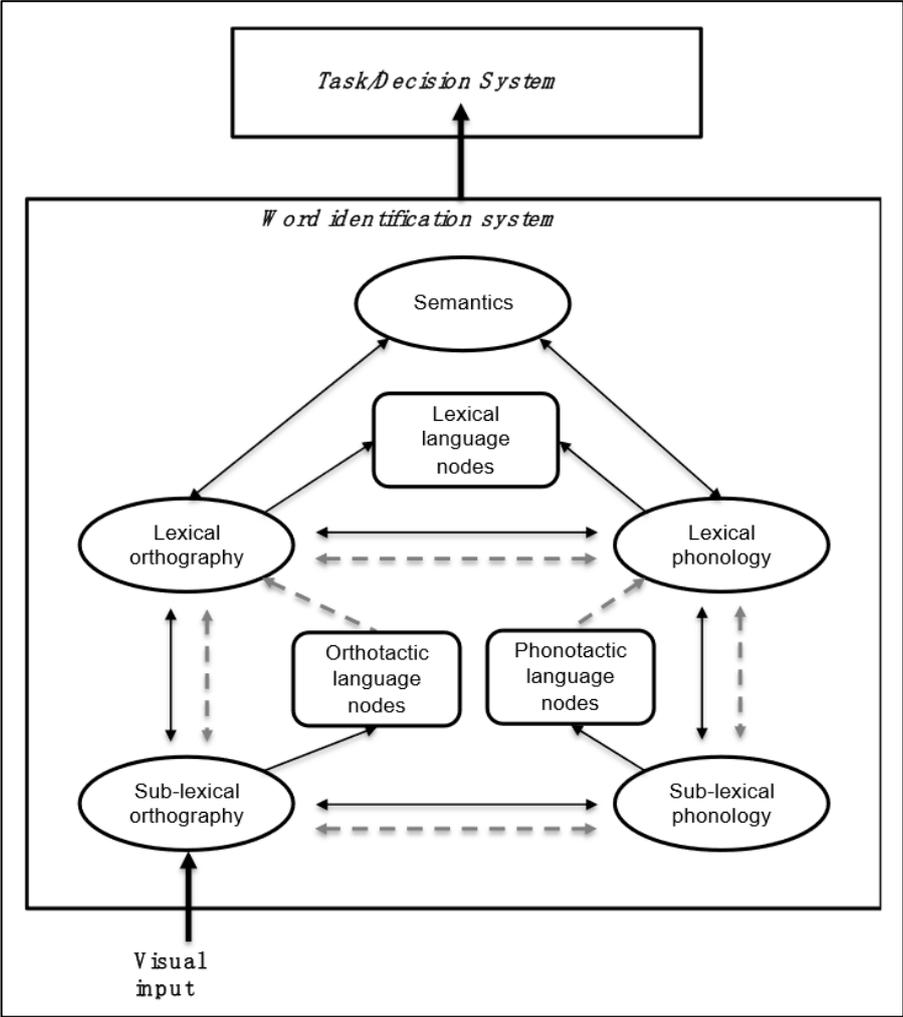 Task/Decision System
Word identification system
Semantics
Lexical
language
nodes
Lexical
orthography
Lexical
phonology
Orthotactic
language
nodes
Phonotactic
language
nodes
Sub-lexical
orthography
Sub-lexical
phonology
Visual
input